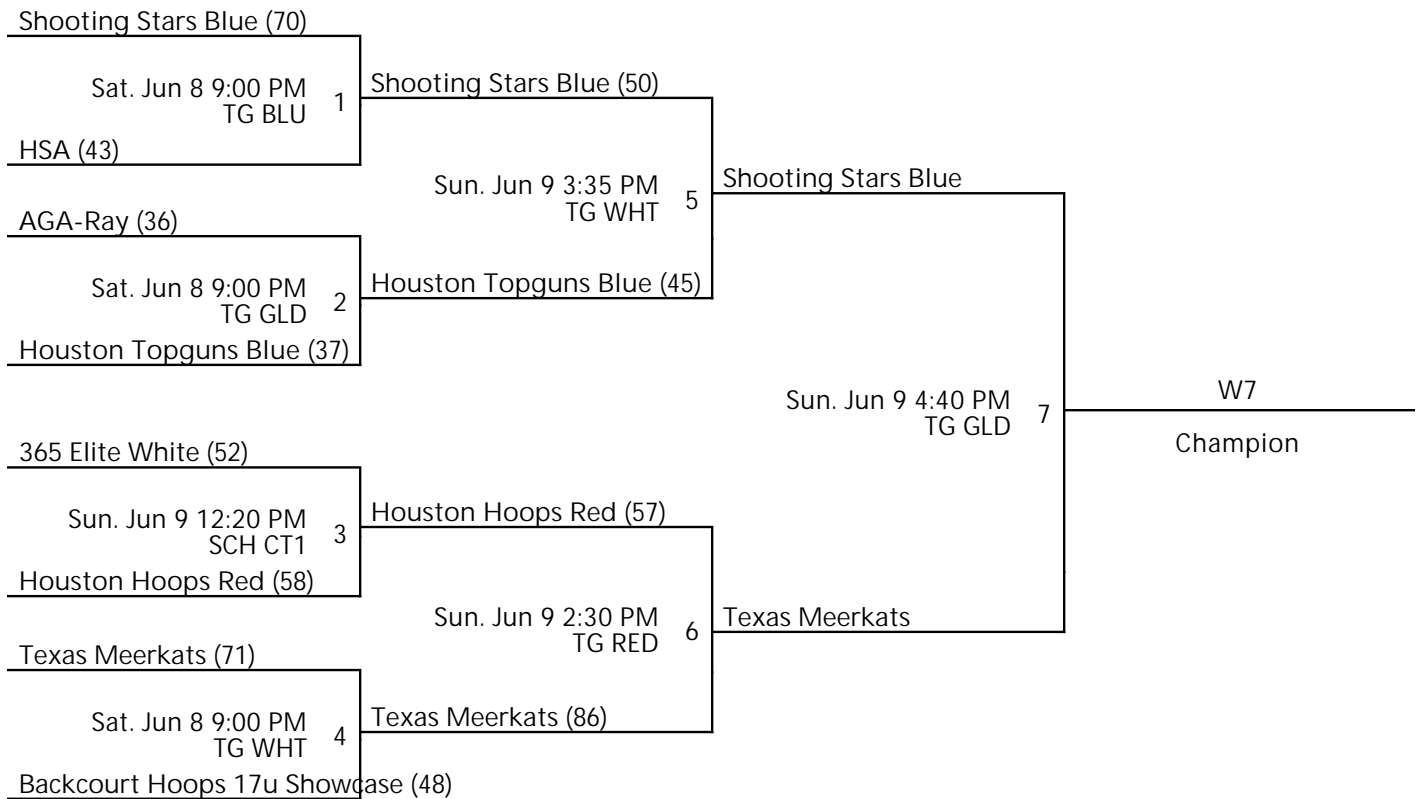 Shooting Stars Blue (70)
Sat. Jun 8 9:00 PM
TG BLU
1
HSA (43)
Shooting Stars Blue (50)
AGA-Ray (36)
Sat. Jun 8 9:00 PM
TG GLD
2
Houston Topguns Blue (37)
Sun. Jun 9 3:35 PM
TG WHT
5
Houston Topguns Blue (45)
Shooting Stars Blue
365 Elite White (52)
Sun. Jun 9 12:20 PM
SCH CT1
3
Houston Hoops Red (58)
Houston Hoops Red (57)
Texas Meerkats (71)
Sat. Jun 8 9:00 PM
TG WHT
4
Backcourt Hoops 17u Showcase (48)
Sun. Jun 9 2:30 PM
TG RED
6
Texas Meerkats (86)
Texas Meerkats
Sun. Jun 9 4:40 PM
TG GLD
7
W7
Champion